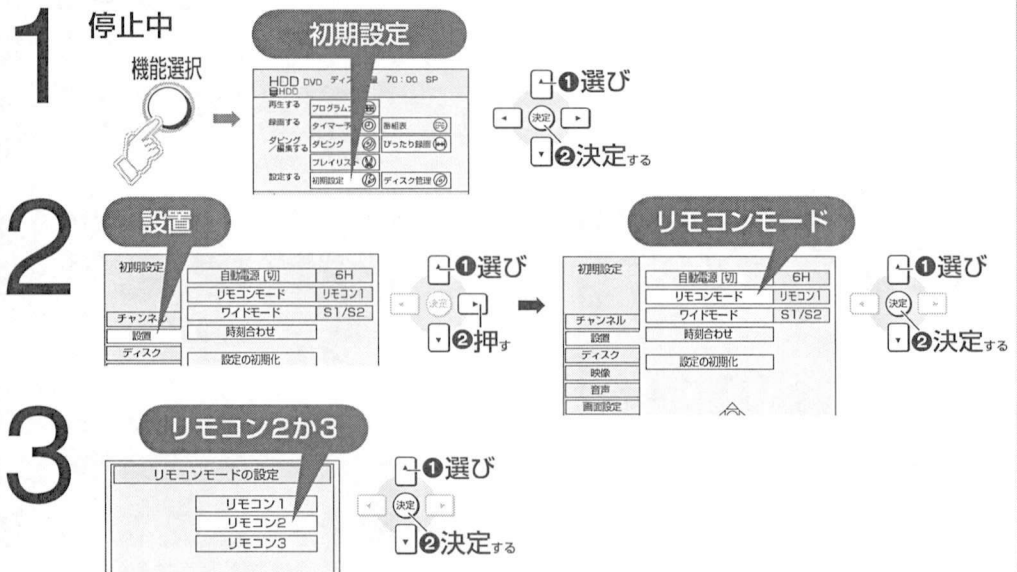 1
停止中
機能選択
初期設定
HDD DVD ディス 量 70:00 SP
HDD
再生する
プログラムナ
録画する
タイマー予
番組表
ダビング
/編集する
ダビング
ぴったり録画
プレイリスト
設定する
初期設定
ディスク管理
❶選び
決定
❷決定する
2
設置
初期設定
自動電源 [切] 6H
リモコンモード リモコン1
ワイドモード S1/S2
チャンネル
時刻合わせ
設置
ディスク
設定の初期化
❶選び
決定
❷押す
リモコンモード
初期設定
自動電源 [切] 6H
リモコンモード リモコン1
ワイドモード S1/S2
チャンネル
時刻合わせ
設置
ディスク
設定の初期化
映像
音声
画面設定
❶選び
決定
❷決定する
3
リモコン2か3
リモコンモードの設定
リモコン1
リモコン2
リモコン3
❶選び
決定
❷決定する